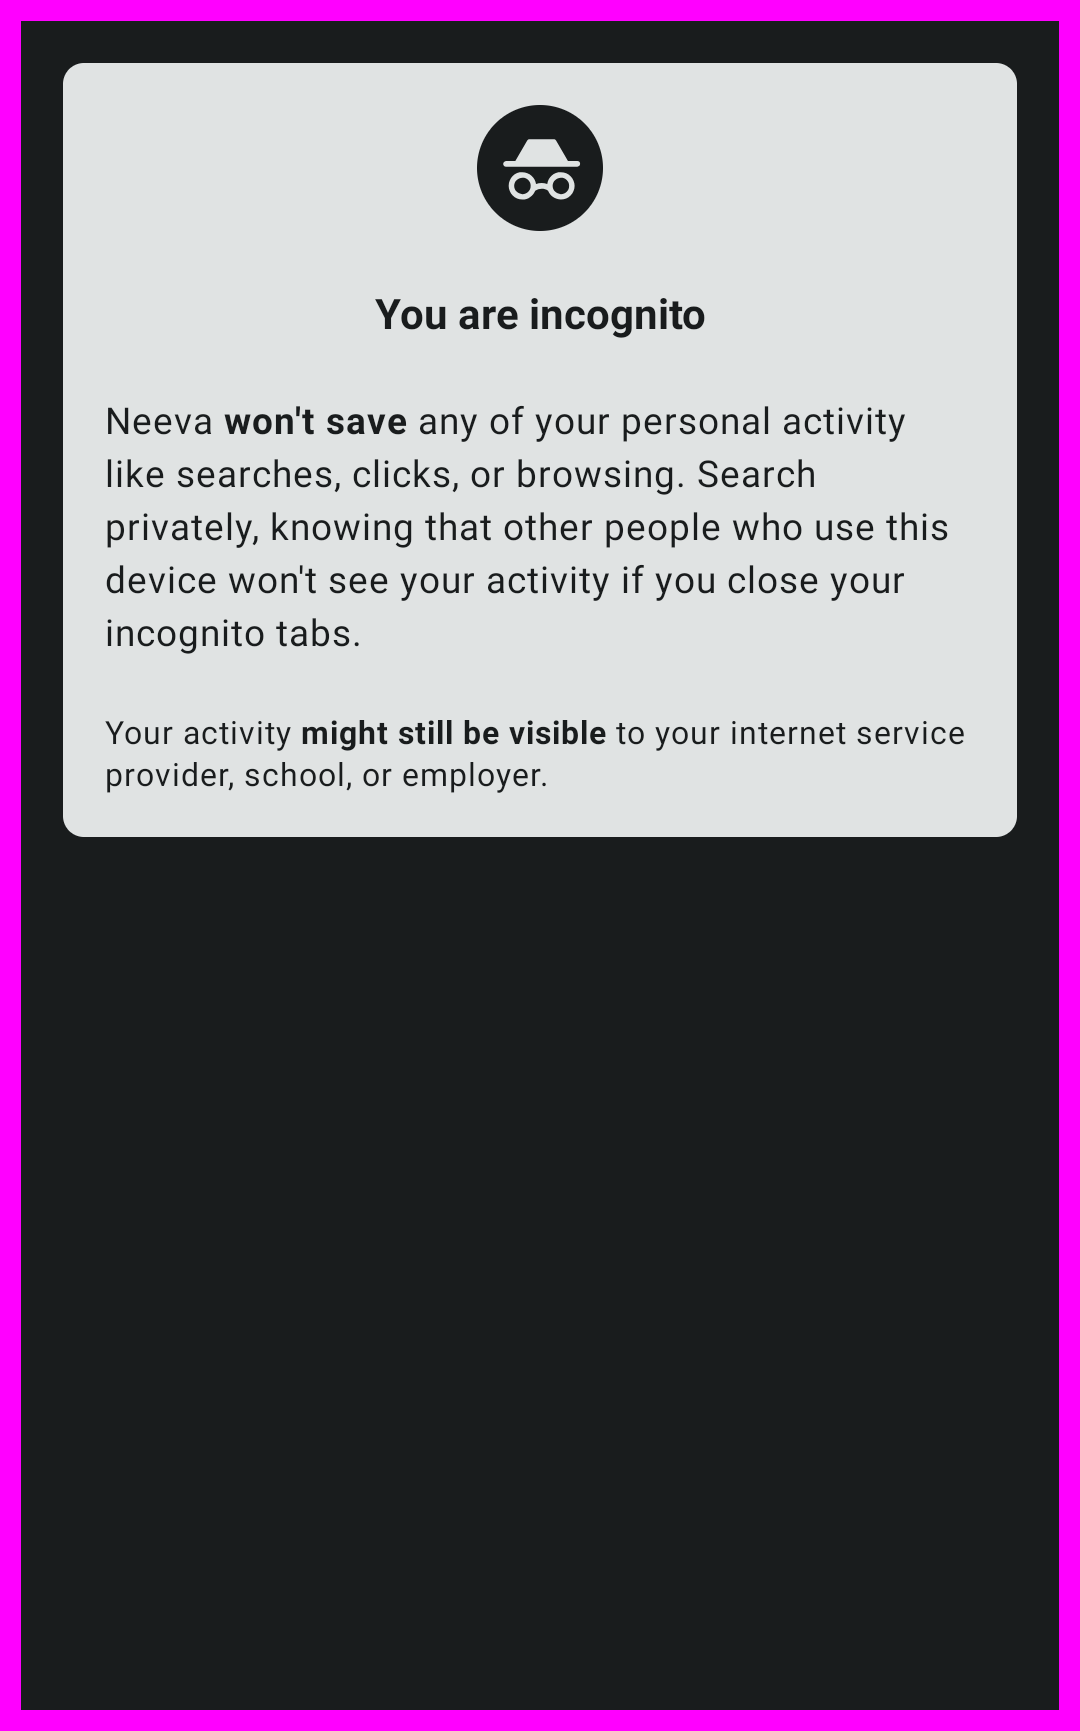 You are incognito
Neeva won't save any of your personal activity
like searches, clicks, or browsing. Search
privately, knowing that other people who use this
device won't see your activity if you close your
incognito tabs.
Your activity might still be visible to your internet service
provider, school, or employer.